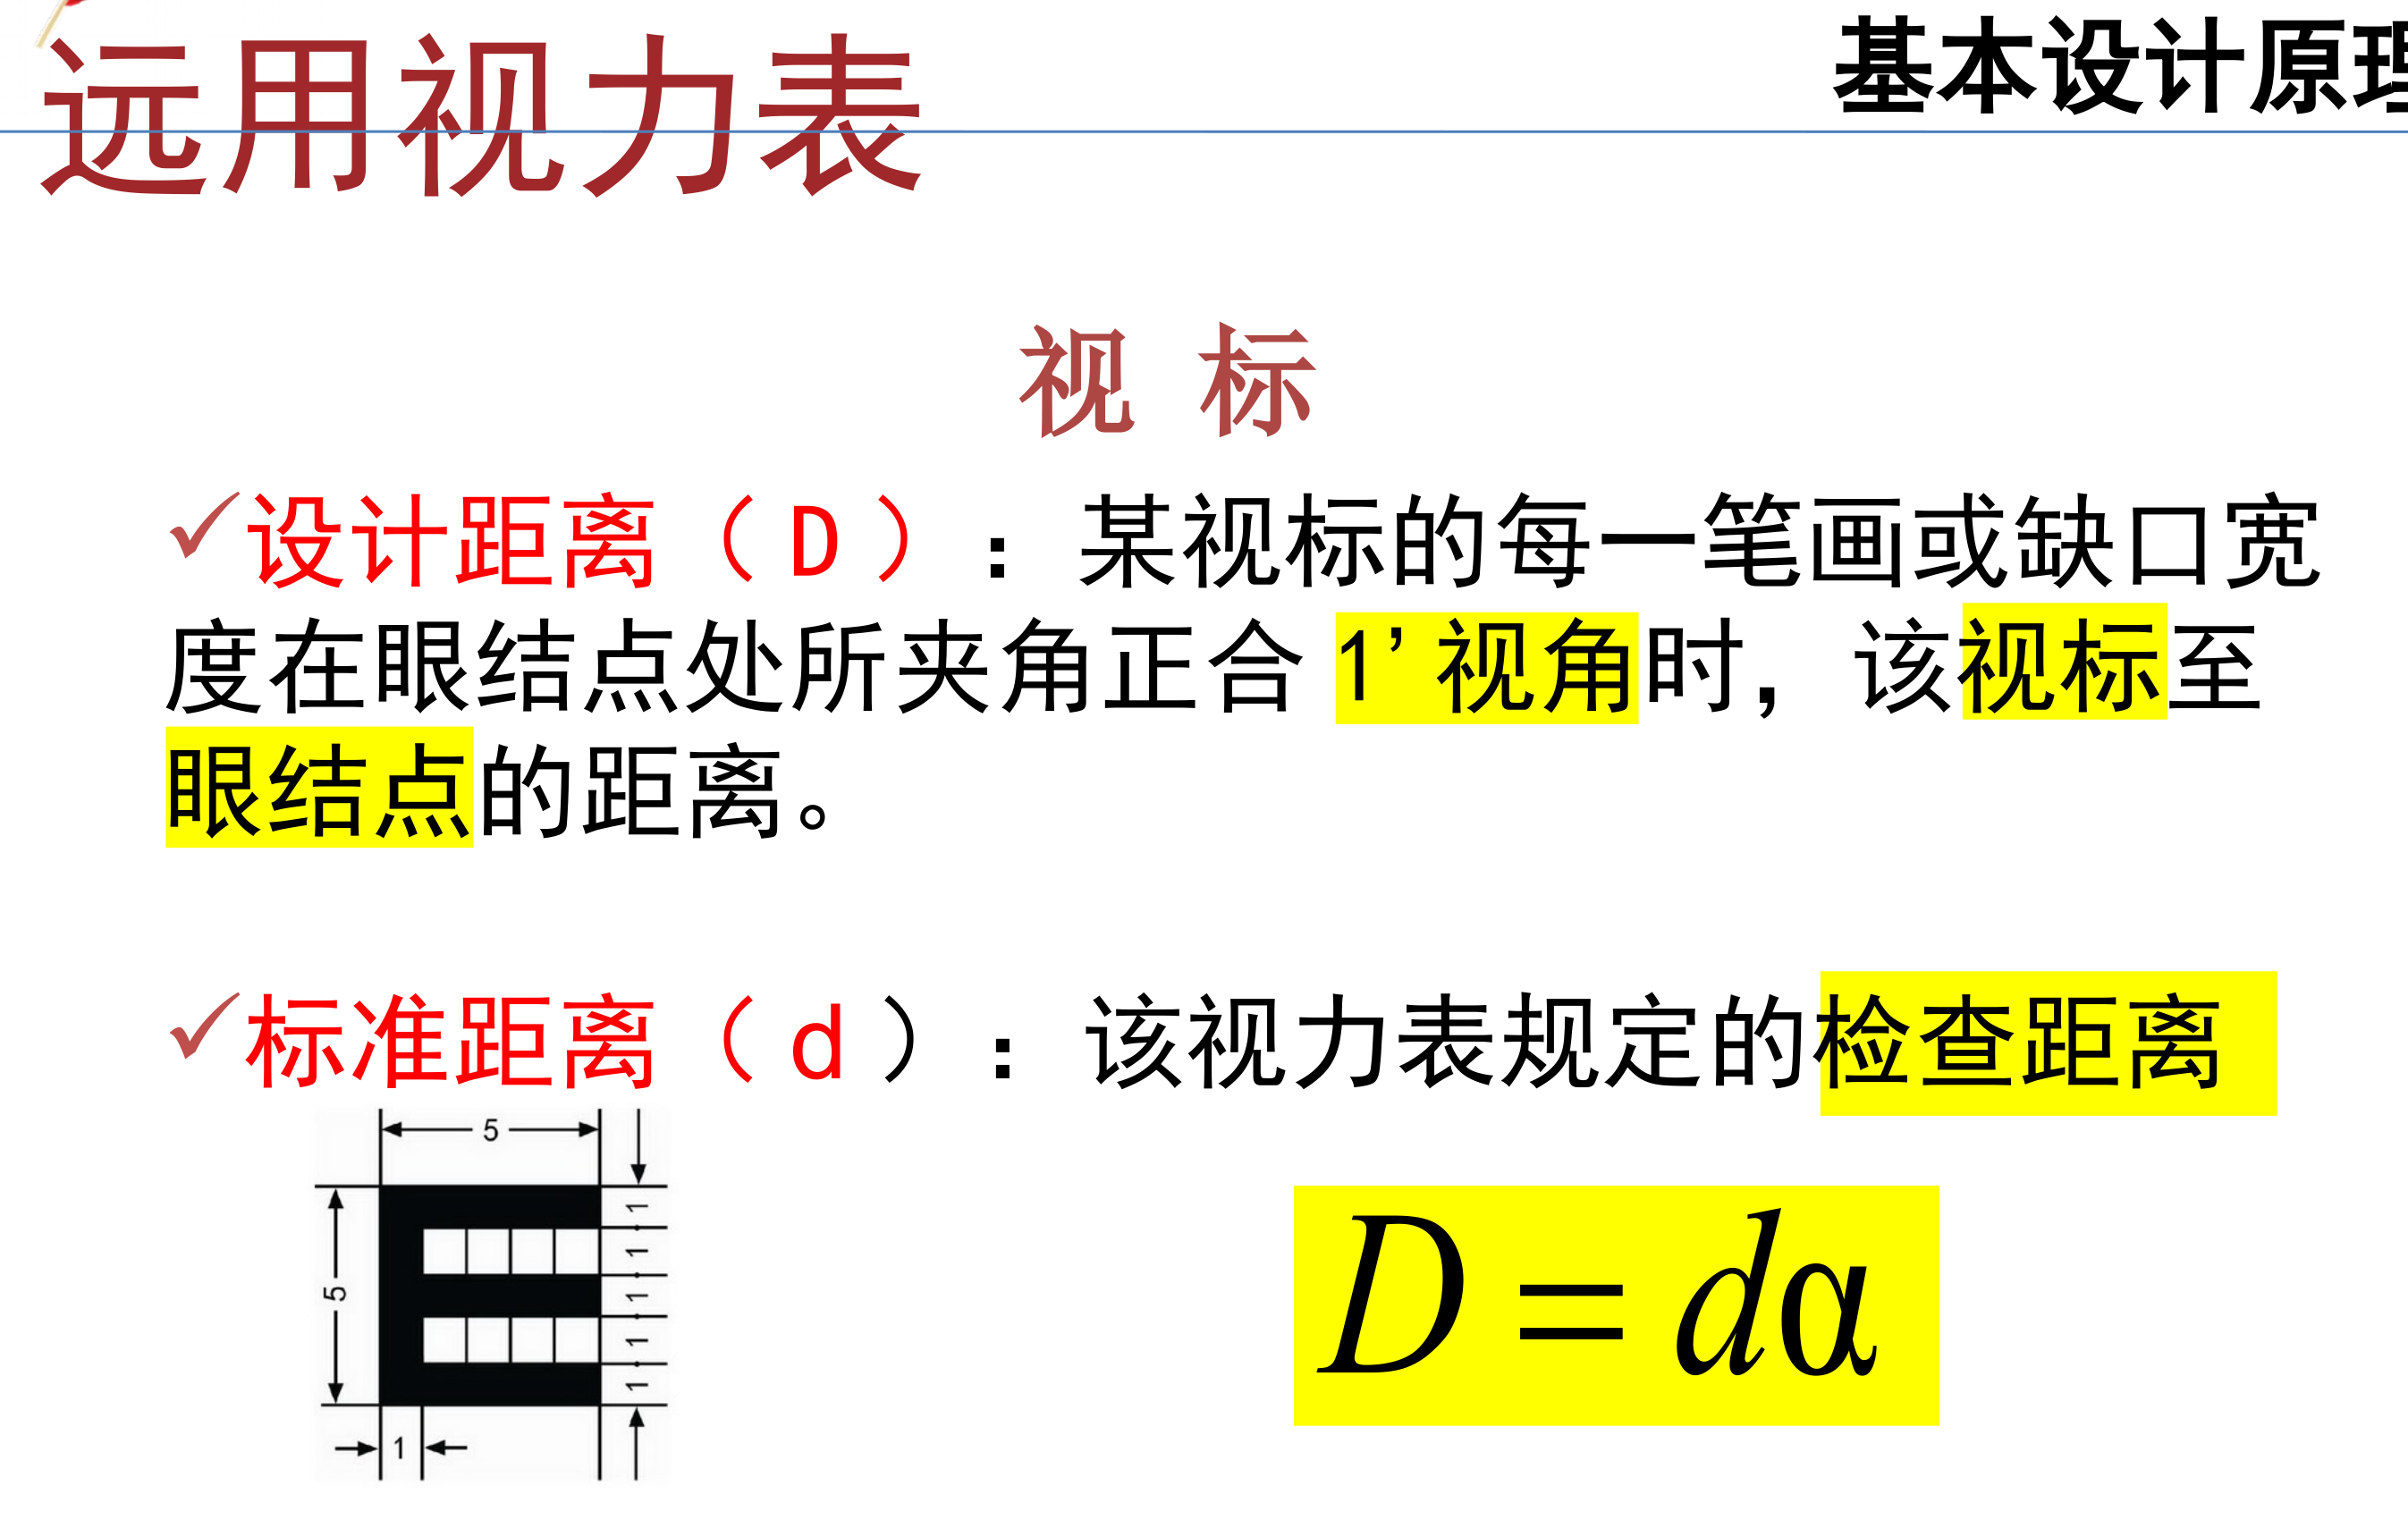 远用视力表
基本设计原理
视 标
✓设计距离（D）：某视标的每一笔画或缺口宽
度在眼结点处所夹角正合1’视角时，该视标至
眼结点的距离。
✓标准距离（d）：该视力表规定的检查距离
5
5
1
1
1
1
1
1
D = dα